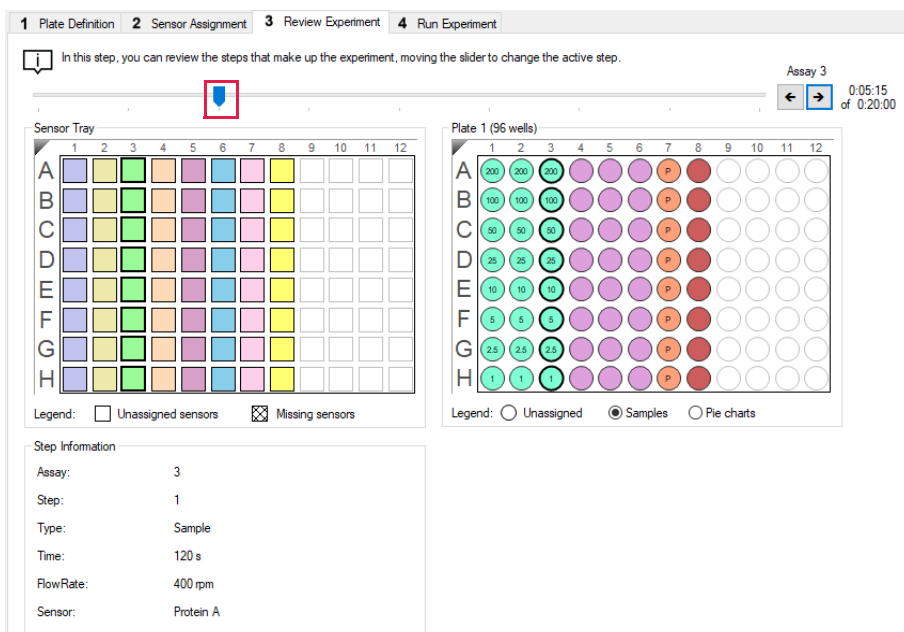 1 Plate Definition 2 Sensor Assignment 3 Review Experiment 4 Run Experiment
i In this step, you can review the steps that make up the experiment, moving the slider to change the active step.
Assay 3
0:05:15
of 0:20:00
Sensor Tray
1 2 3 4 5 6 7 8 9 10 11 12
A
B
C
D
E
F
G
H
Legend: Unassigned sensors Missing sensors
Plate 1 (96 wells)
1 2 3 4 5 6 7 8 9 10 11 12
A 200 200 200 P
B 100 100 100 P
C 50 50 50 P
D 25 25 25 P
E 10 10 10 P
F 5 5 5 P
G 2.5 2.5 2.5 P
H 1 1 1 P
Legend: Unassigned Samples Pie charts
Step Information
Assay: 3
Step: 1
Type: Sample
Time: 120 s
FlowRate: 400 rpm
Sensor: Protein A